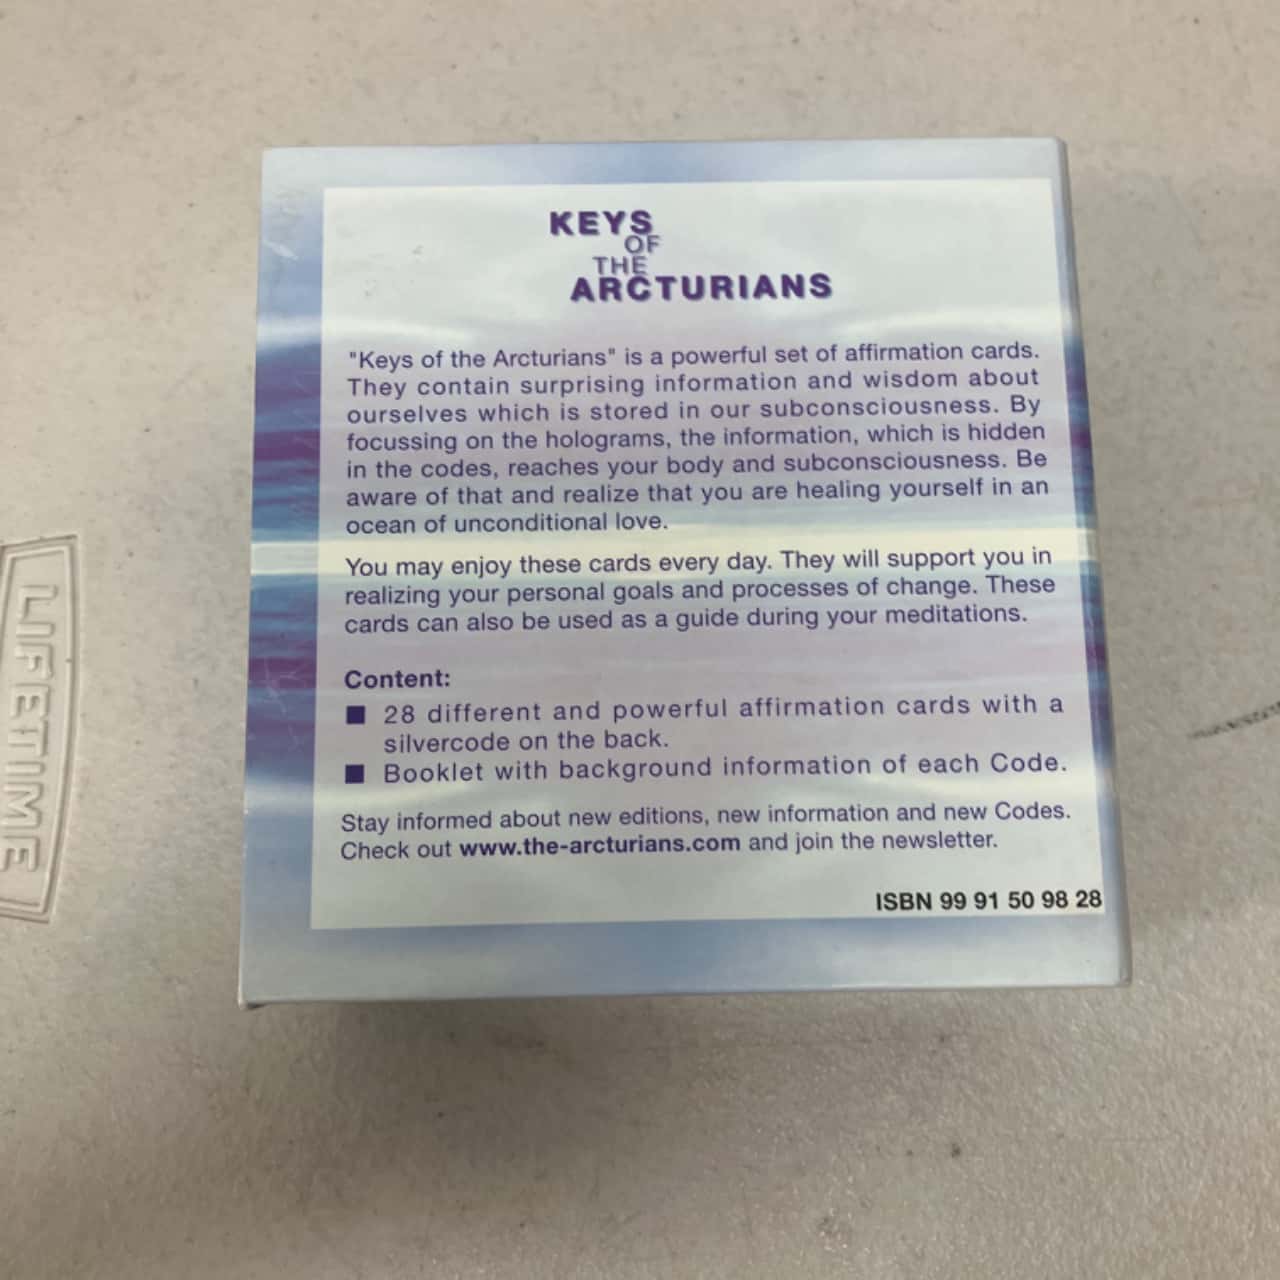 KEYS
OF
THE
ARCTURIANS
"Keys of the Arcturians" is a powerful set of affirmation cards.
They contain surprising information and wisdom about
ourselves which is stored in our subconsciousness. By
focussing on the holograms, the information, which is hidden
in the codes, reaches your body and subconsciousness. Be
aware of that and realize that you are healing yourself in an
ocean of unconditional love.
You may enjoy these cards every day. They will support you in
realizing your personal goals and processes of change. These
cards can also be used as a guide during your meditations.
Content:
■ 28 different and powerful affirmation cards with a
silvercode on the back.
■ Booklet with background information of each Code.
Stay informed about new editions, new information and new Codes.
Check out www.the-arcturians.com and join the newsletter.
ISBN 99 91 50 98 28
LIFETIME